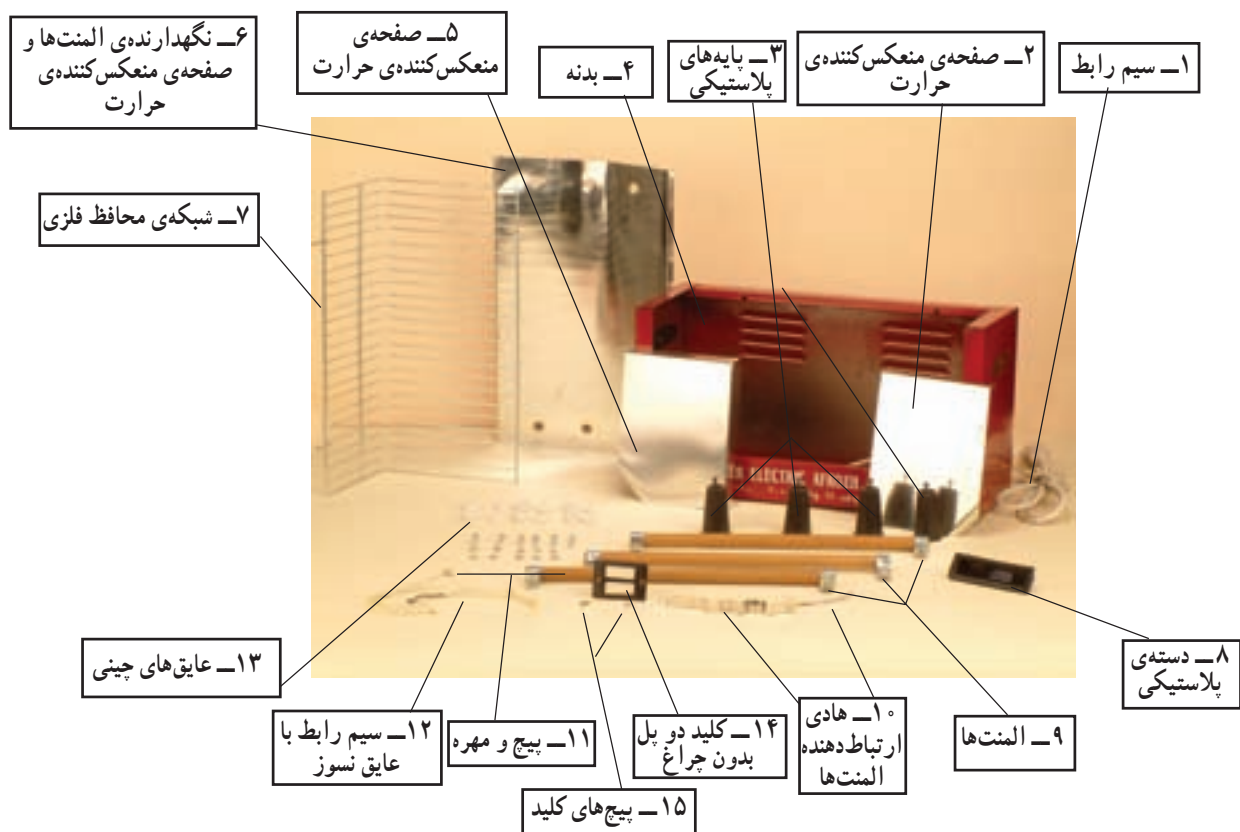 ۱ــ سیم رابط
۲ــ صفحه‌ی منعکس‌کننده‌ی
حرارت
۳ــ پایه‌های
پلاستیکی
۴ــ بدنه
۵ــ صفحه‌ی
منعکس‌کننده‌ی حرارت
۶ــ نگهدارنده‌ی المنت‌ها و
صفحه‌ی منعکس‌کننده‌ی
حرارت
۷ــ شبکه‌ی محافظ فلزی
ELECTRIC
۸ــ دسته‌ی
پلاستیکی
۹ــ المنت‌ها
۱۰ــ هادی
ارتباط‌دهنده
المنت‌ها
۱۴ــ کلید دو پل
بدون چراغ
۱۱ــ پیچ و مهره
۱۲ــ سیم رابط با
عایق نسوز
۱۳ــ عایق‌های چینی
۱۵ــ پیچ‌های کلید